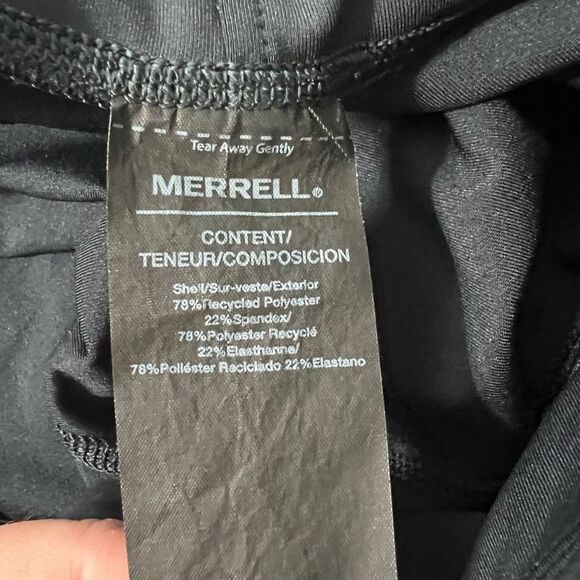 Tear Away Gently
MERRELL®
CONTENT/
TENEUR/COMPOSICION
Shell/Sur-veste/Exterior
78%Recycled Polyester
22%Spandex/
78%Polyester Recyclé
22%Elasthanne/
78%Poliéster Reciclado 22%Elastano